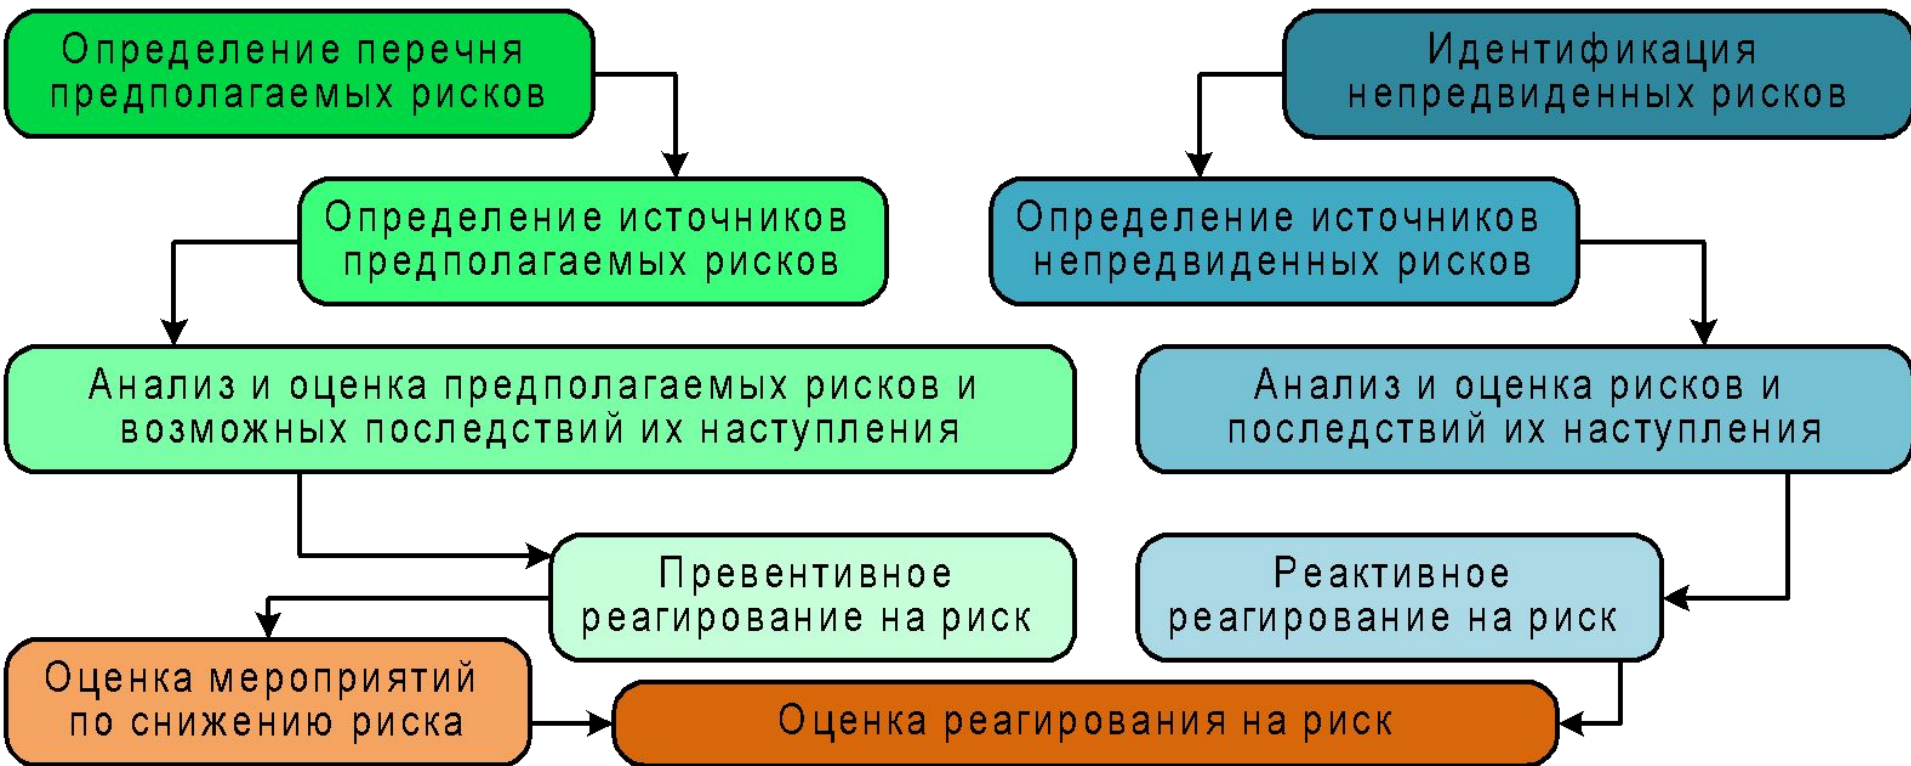 Определение перечня
предполагаемых рисков
Идентификация
непредвиденных рисков
Определение источников
предполагаемых рисков
Определение источников
непредвиденных рисков
Анализ и оценка предполагаемых рисков и
возможных последствий их наступления
Анализ и оценка рисков и
последствий их наступления
Превентивное
реагирование на риск
Реактивное
реагирование на риск
Оценка мероприятий
по снижению риска
Оценка реагирования на риск